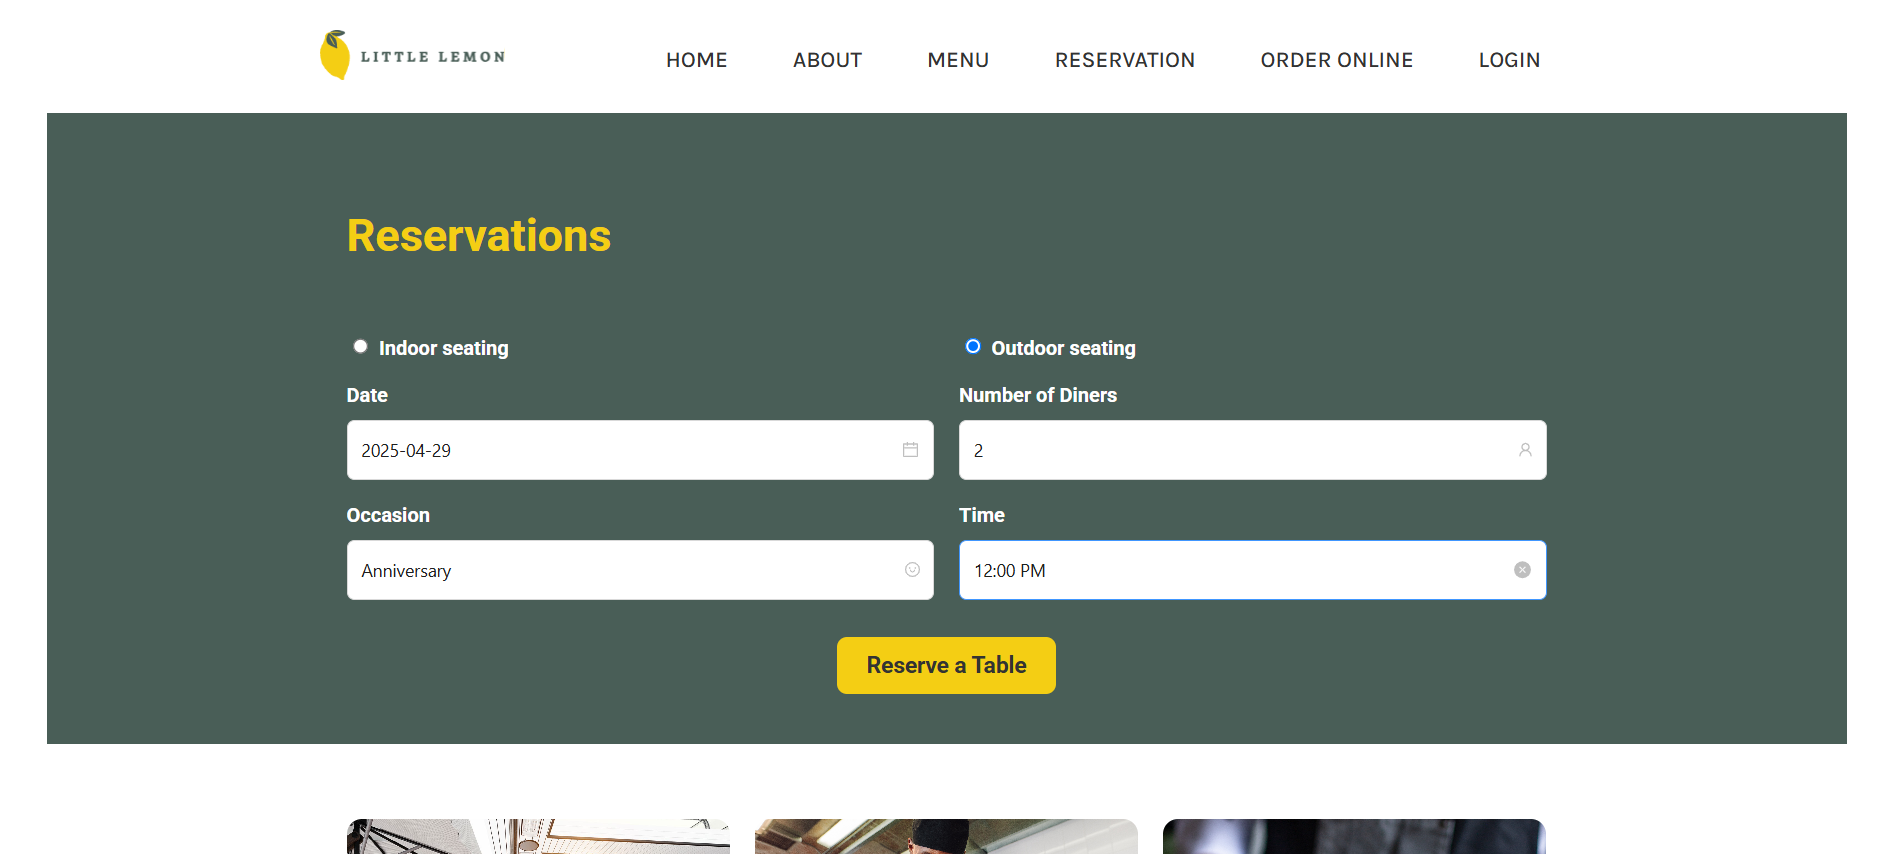 LITTLE LEMON
HOME ABOUT MENU RESERVATION ORDER ONLINE LOGIN
Reservations
Indoor seating
Outdoor seating
Date
Number of Diners
2025-04-29
2
Occasion
Time
Anniversary
12:00 PM
Reserve a Table